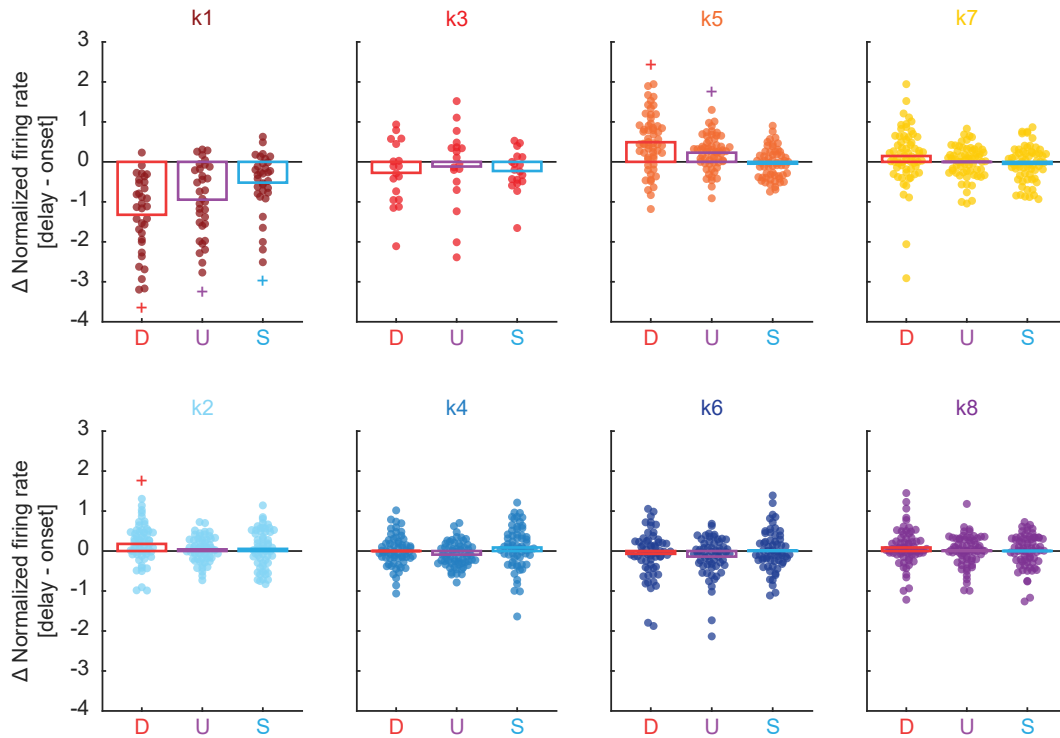 k1 k3 k5 k7
Δ Normalized firing rate
[delay - onset]
3
2
1
0
-1
-2
-3
-4
D U S D U S D U S D U S
k2 k4 k6 k8
Δ Normalized firing rate
[delay - onset]
3
2
1
0
-1
-2
-3
-4
D U S D U S D U S D U S